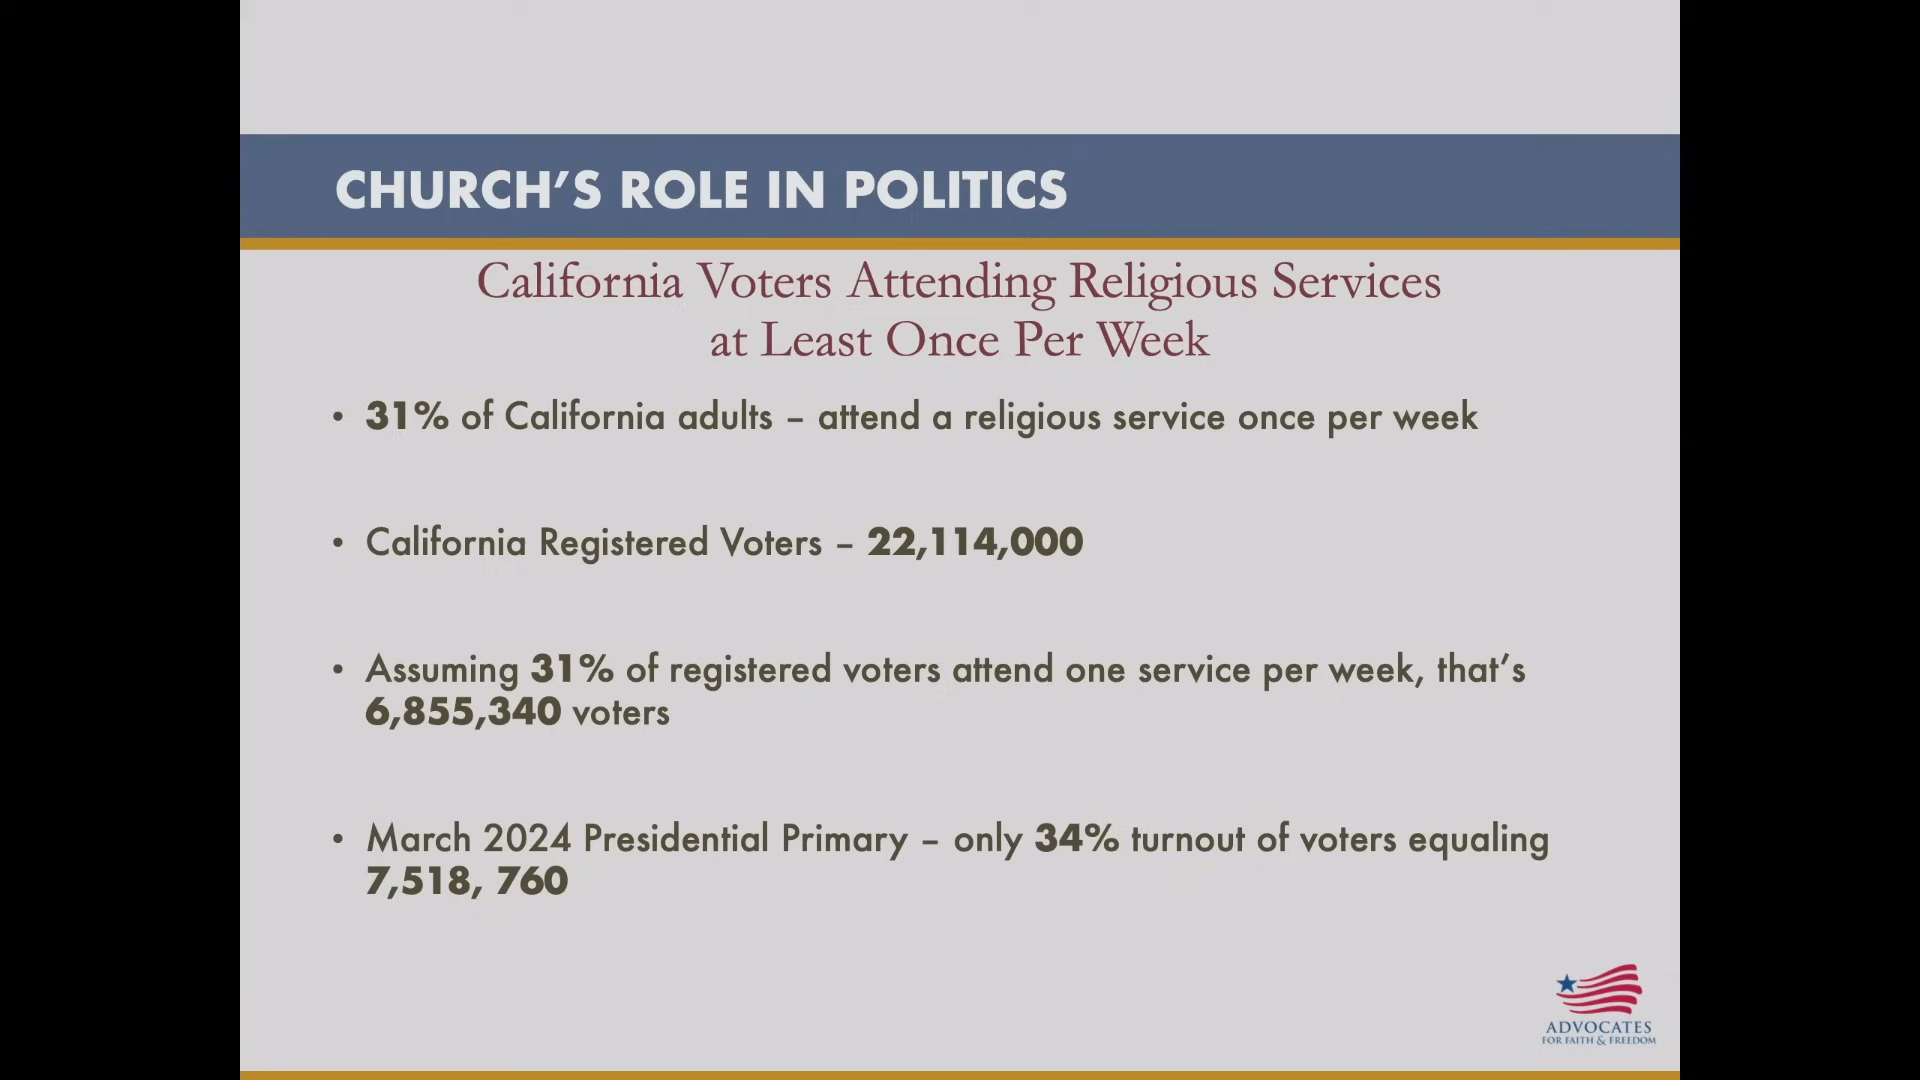 CHURCH'S ROLE IN POLITICS
California Voters Attending Religious Services
at Least Once Per Week
• 31% of California adults – attend a religious service once per week
• California Registered Voters – 22,114,000
• Assuming 31% of registered voters attend one service per week, that's
6,855,340 voters
• March 2024 Presidential Primary – only 34% turnout of voters equaling
7,518, 760
ADVOCATES
FOR FAITH & FREEDOM